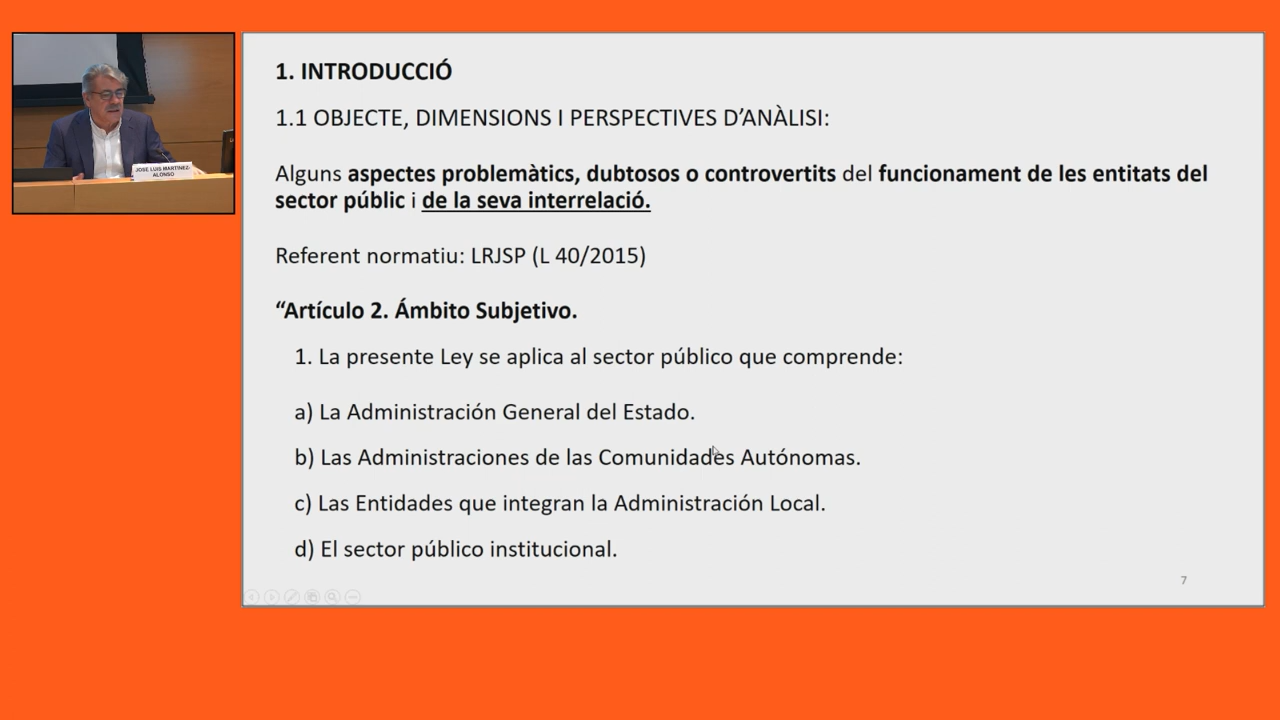 JOSÉ LUIS MARTÍNEZ-
ALONSO
1. INTRODUCCIÓ
1.1 OBJECTE, DIMENSIONS I PERSPECTIVES D’ANÀLISI:
Alguns aspectes problemàtics, dubtosos o controvertits del funcionament de les entitats del
sector públic i de la seva interrelació.
Referent normatiu: LRJSP (L 40/2015)
“Artículo 2. Ámbito Subjetivo.
1. La presente Ley se aplica al sector público que comprende:
a) La Administración General del Estado.
b) Las Administraciones de las Comunidades Autónomas.
c) Las Entidades que integran la Administración Local.
d) El sector público institucional.
7